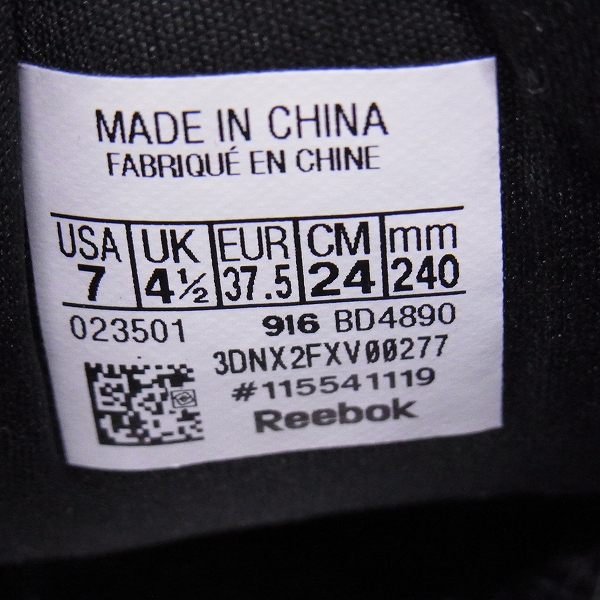 MADE IN CHINA
FABRIQUÉ EN CHINE
USA UK EUR CM mm
7 4½ 37.5 24 240
023501 916 BD4890
3DNX2FXV00277
#115541119
Reebok